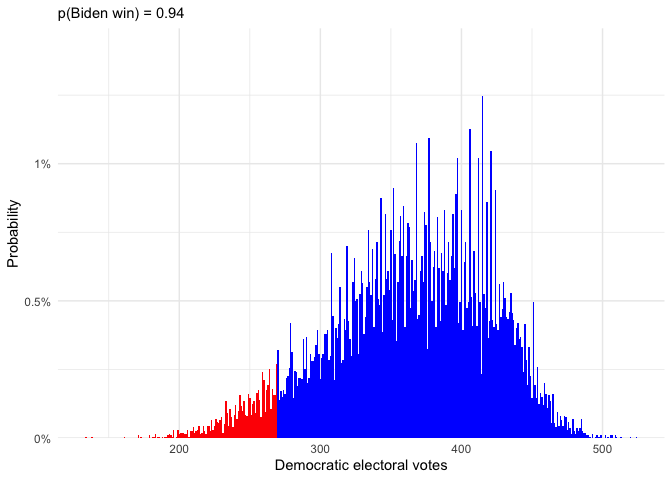 p(Biden win) = 0.94
Probability
1%
0.5%
0%
200 300 400 500
Democratic electoral votes